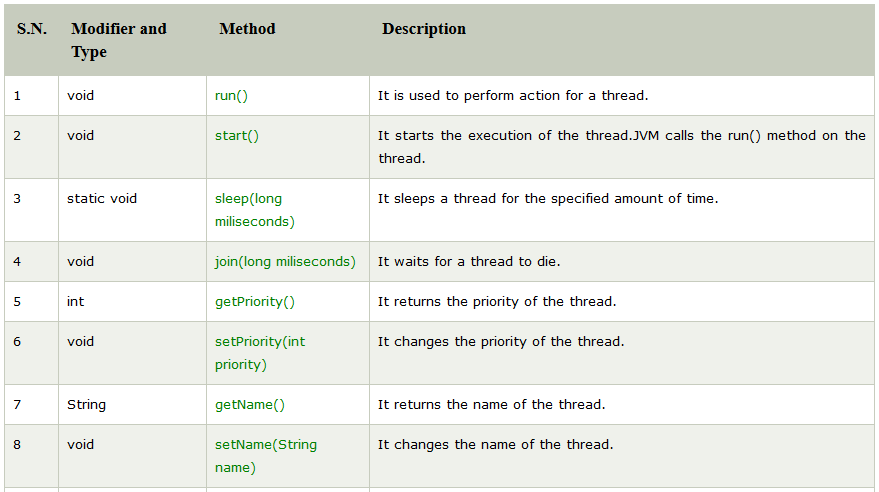 S.N. Modifier and Type Method Description
1 void run() It is used to perform action for a thread.
2 void start() It starts the execution of the thread.JVM calls the run() method on the thread.
3 static void sleep(long miliseconds) It sleeps a thread for the specified amount of time.
4 void join(long miliseconds) It waits for a thread to die.
5 int getPriority() It returns the priority of the thread.
6 void setPriority(int priority) It changes the priority of the thread.
7 String getName() It returns the name of the thread.
8 void setName(String name) It changes the name of the thread.